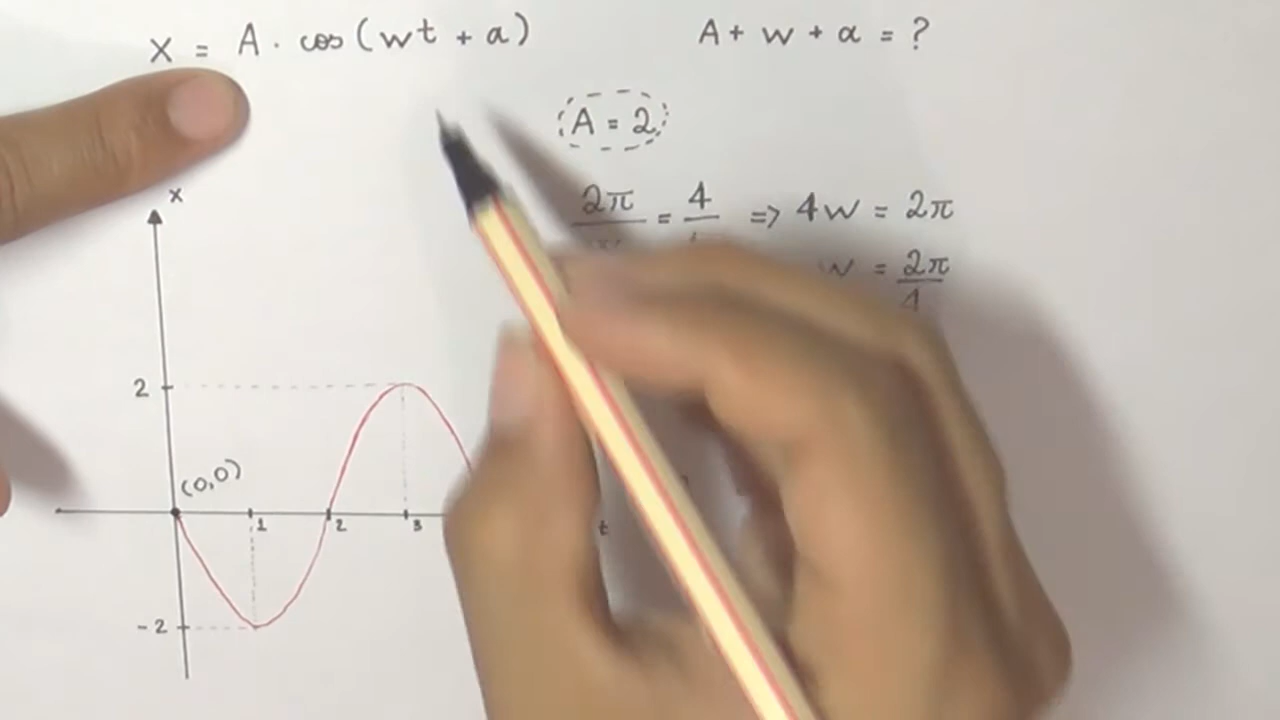 x = A . cos(wt + a)
A + w + a = ?
A = 2
2π = 4 => 4w = 2π
w = 2π/4
x
2
(0,0)
1 2 3 t
-2